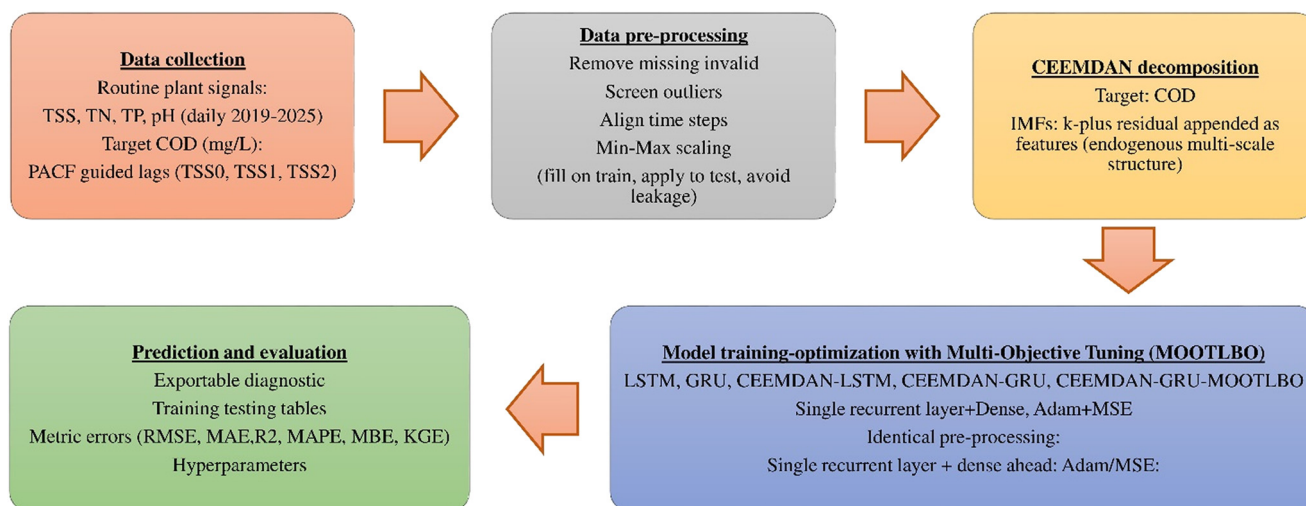 Data collection
Routine plant signals:
TSS, TN, TP, pH (daily 2019-2025)
Target COD (mg/L):
PACF guided lags (TSS0, TSS1, TSS2)
Data pre-processing
Remove missing invalid
Screen outliers
Align time steps
Min-Max scaling
(fill on train, apply to test, avoid
leakage)
CEEMDAN decomposition
Target: COD
IMFs: k-plus residual appended as
features (endogenous multi-scale
structure)
Model training-optimization with Multi-Objective Tuning (MOOTLBO)
LSTM, GRU, CEEMDAN-LSTM, CEEMDAN-GRU, CEEMDAN-GRU-MOOTLBO
Single recurrent layer+Dense, Adam+MSE
Identical pre-processing:
Single recurrent layer + dense ahead: Adam/MSE:
Prediction and evaluation
Exportable diagnostic
Training testing tables
Metric errors (RMSE, MAE,R2, MAPE, MBE, KGE)
Hyperparameters